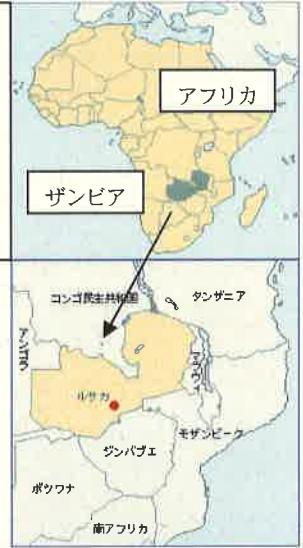 アフリカ
ザンビア
コンゴ民主共和国
タンザニア
アンゴラ
マラウイ
ルサカ
モザンビーク
ジンバブエ
ボツワナ
南アフリカ